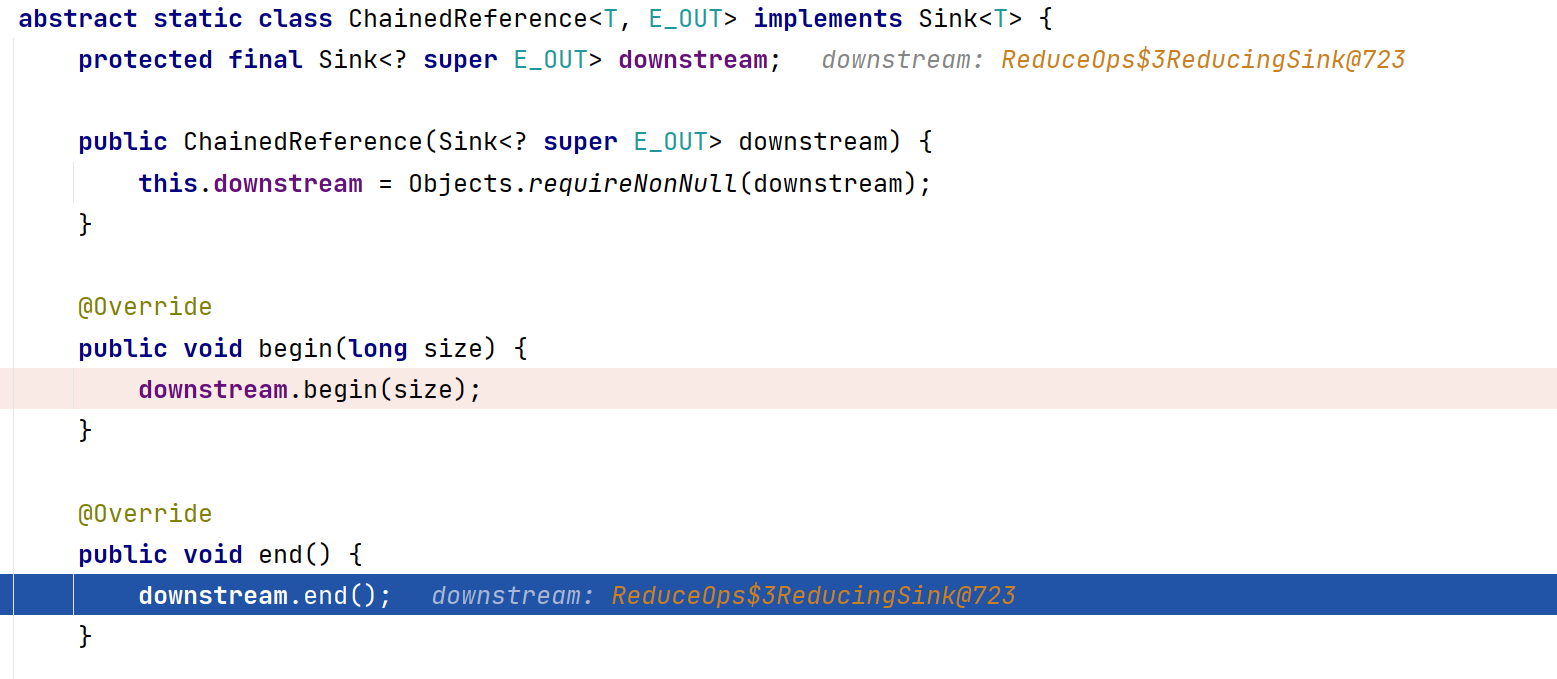 abstract static class ChainedReference<T, E_OUT> implements Sink<T> {
    protected final Sink<? super E_OUT> downstream;   downstream: ReduceOps$3ReducingSink@723
    public ChainedReference(Sink<? super E_OUT> downstream) {
        this.downstream = Objects.requireNonNull(downstream);
    }
    @Override
    public void begin(long size) {
        downstream.begin(size);
    }
    @Override
    public void end() {
        downstream.end();   downstream: ReduceOps$3ReducingSink@723
    }